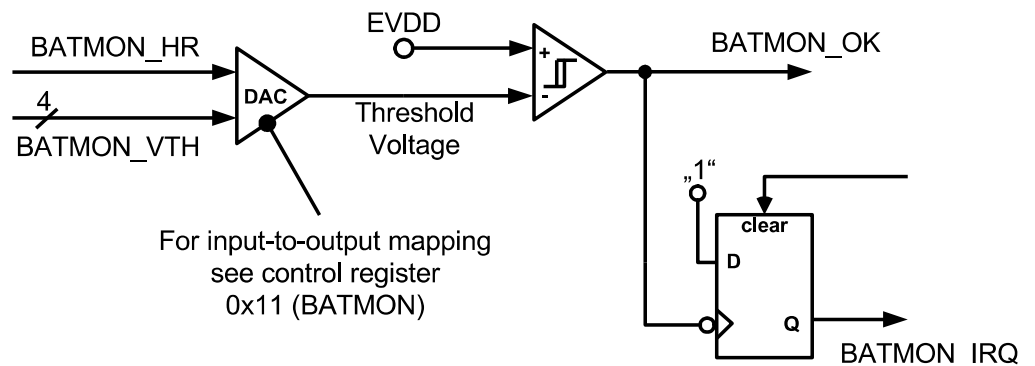 EVDD
BATMON_HR
BATMON_OK
+
DAC
-
4
Threshold
Voltage
BATMON_VTH
„1“
clear
For input-to-output mapping
see control register
0x11 (BATMON)
D
Q
BATMON_IRQ